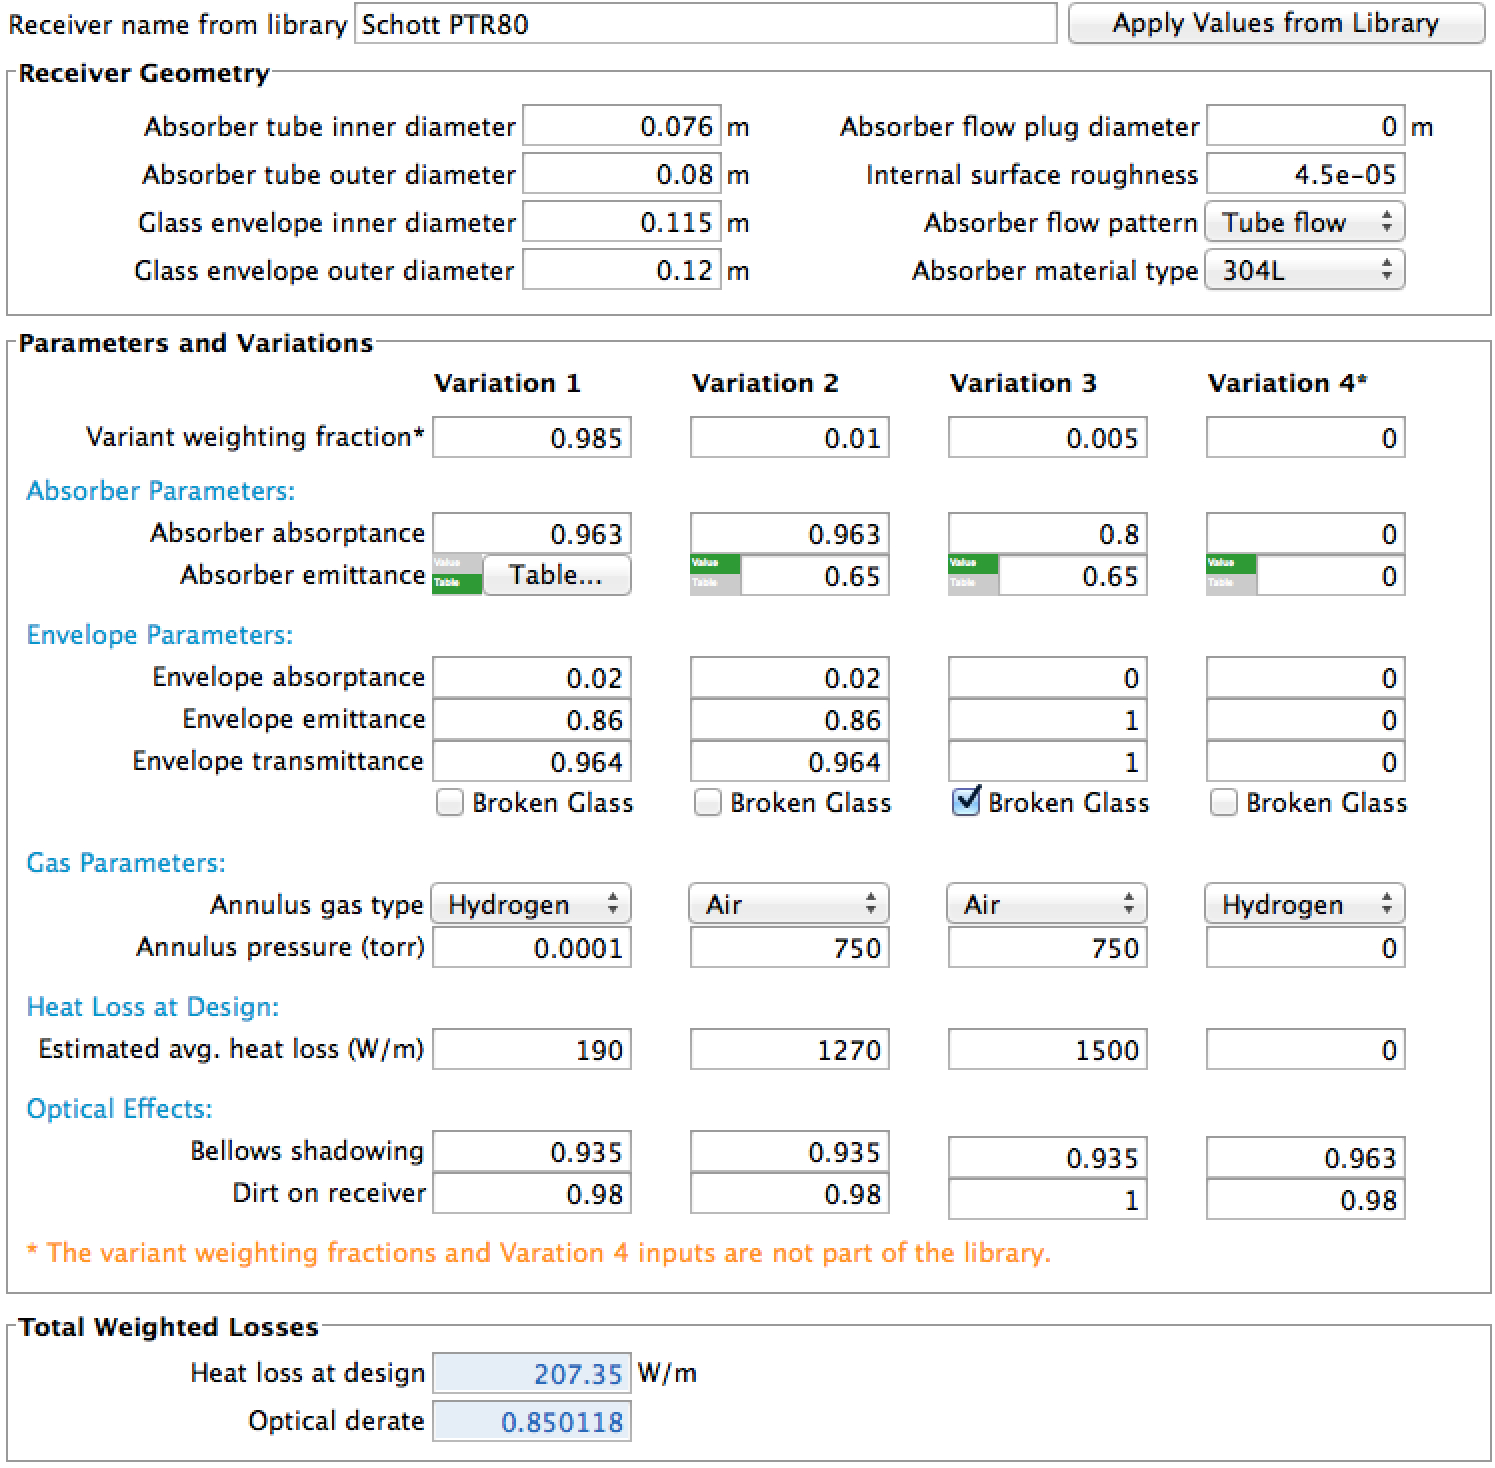 Receiver name from library Schott PTR80 Apply Values from Library
Receiver Geometry
Absorber tube inner diameter 0.076 m Absorber flow plug diameter 0 m
Absorber tube outer diameter 0.08 m Internal surface roughness 4.5e-05
Glass envelope inner diameter 0.115 m Absorber flow pattern Tube flow
Glass envelope outer diameter 0.12 m Absorber material type 304L
Parameters and Variations
Variation 1 Variation 2 Variation 3 Variation 4*
Variant weighting fraction* 0.985 0.01 0.005 0
Absorber Parameters:
Absorber absorptance 0.963 0.963 0.8 0
Absorber emittance Value Table Table... Value Table 0.65 Value Table 0.65 Value Table 0
Envelope Parameters:
Envelope absorptance 0.02 0.02 0 0
Envelope emittance 0.86 0.86 1 0
Envelope transmittance 0.964 0.964 1 0
Broken Glass Broken Glass Broken Glass Broken Glass
Gas Parameters:
Annulus gas type Hydrogen Air Air Hydrogen
Annulus pressure (torr) 0.0001 750 750 0
Heat Loss at Design:
Estimated avg. heat loss (W/m) 190 1270 1500 0
Optical Effects:
Bellows shadowing 0.935 0.935 0.935 0.963
Dirt on receiver 0.98 0.98 1 0.98
* The variant weighting fractions and Varation 4 inputs are not part of the library.
Total Weighted Losses
Heat loss at design 207.35 W/m
Optical derate 0.850118